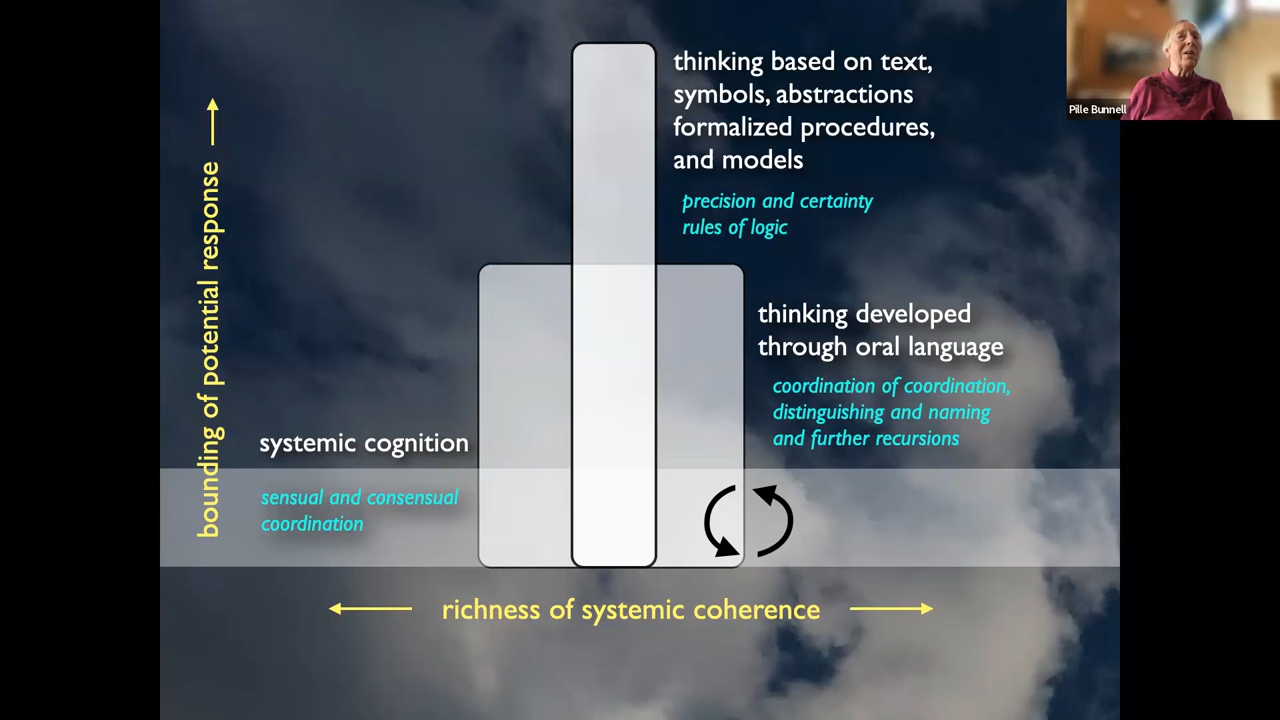 thinking based on text,
symbols, abstractions
formalized procedures,
and models
precision and certainty
rules of logic
Pille Bunnell
bounding of potential response
thinking developed
through oral language
coordination of coordination,
distinguishing and naming
and further recursions
systemic cognition
sensual and consensual
coordination
richness of systemic coherence